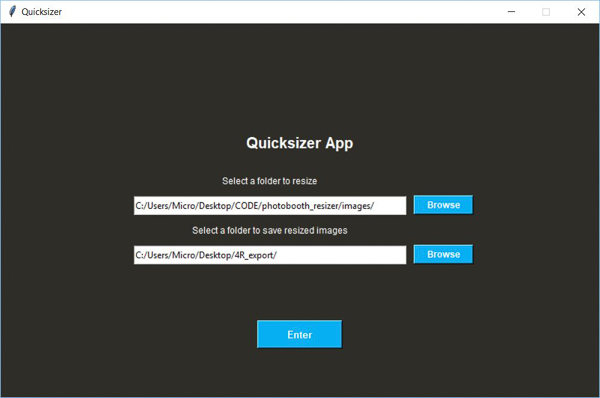 Quicksizer
Quicksizer App
Select a folder to resize
C:/Users/Micro/Desktop/CODE/photobooth_resizer/images/
Browse
Select a folder to save resized images
C:/Users/Micro/Desktop/4R_export/
Browse
Enter